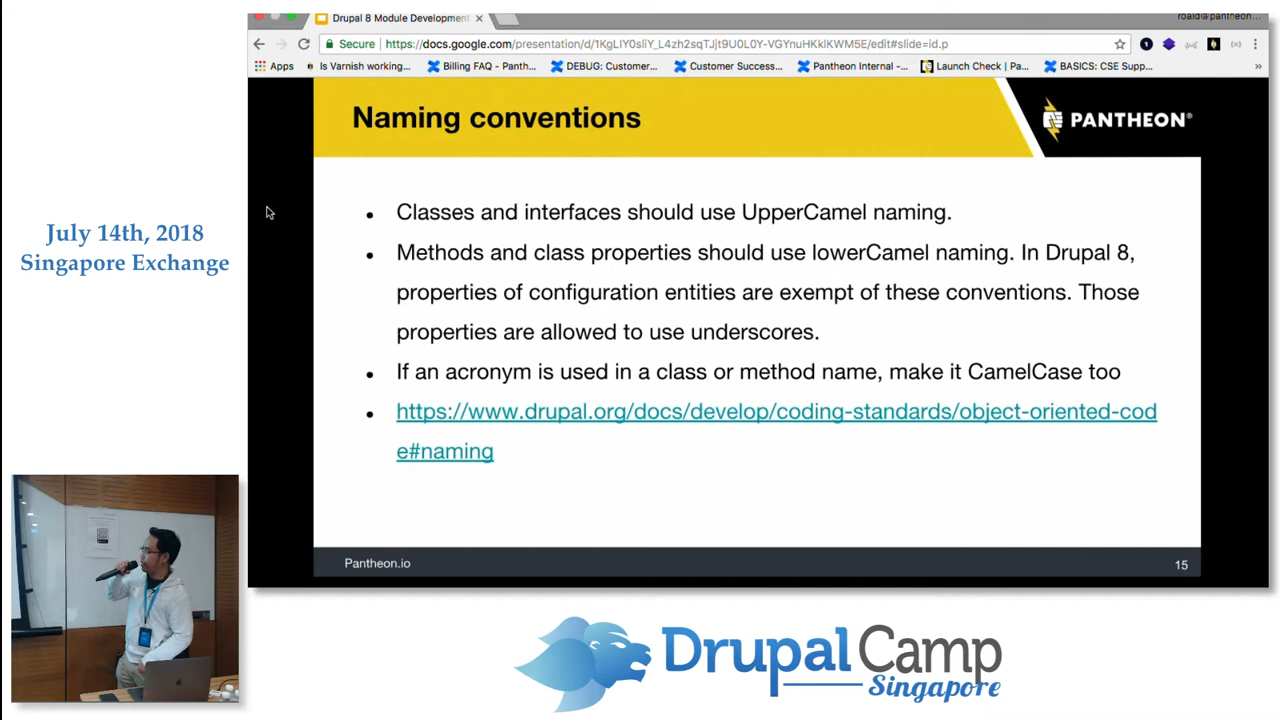 Drupal 8 Module Development
roald@pantheon...
Secure
https://docs.google.com/presentation/d/1KgLIY0sliY_L4zh2sqTJjt9U0L0Y-VGYnuHKklKWM5E/edit#slide=id.p
Apps
Is Varnish working...
Billing FAQ - Panth...
DEBUG: Customer...
Customer Success...
Pantheon Internal -...
Launch Check | Pa...
BASICS: CSE Supp...
»
Naming conventions
PANTHEON®
July 14th, 2018
Singapore Exchange
• Classes and interfaces should use UpperCamel naming.
• Methods and class properties should use lowerCamel naming. In Drupal 8,
properties of configuration entities are exempt of these conventions. Those
properties are allowed to use underscores.
• If an acronym is used in a class or method name, make it CamelCase too
• https://www.drupal.org/docs/develop/coding-standards/object-oriented-cod
e#naming
Pantheon.io
15
Drupal Camp
Singapore